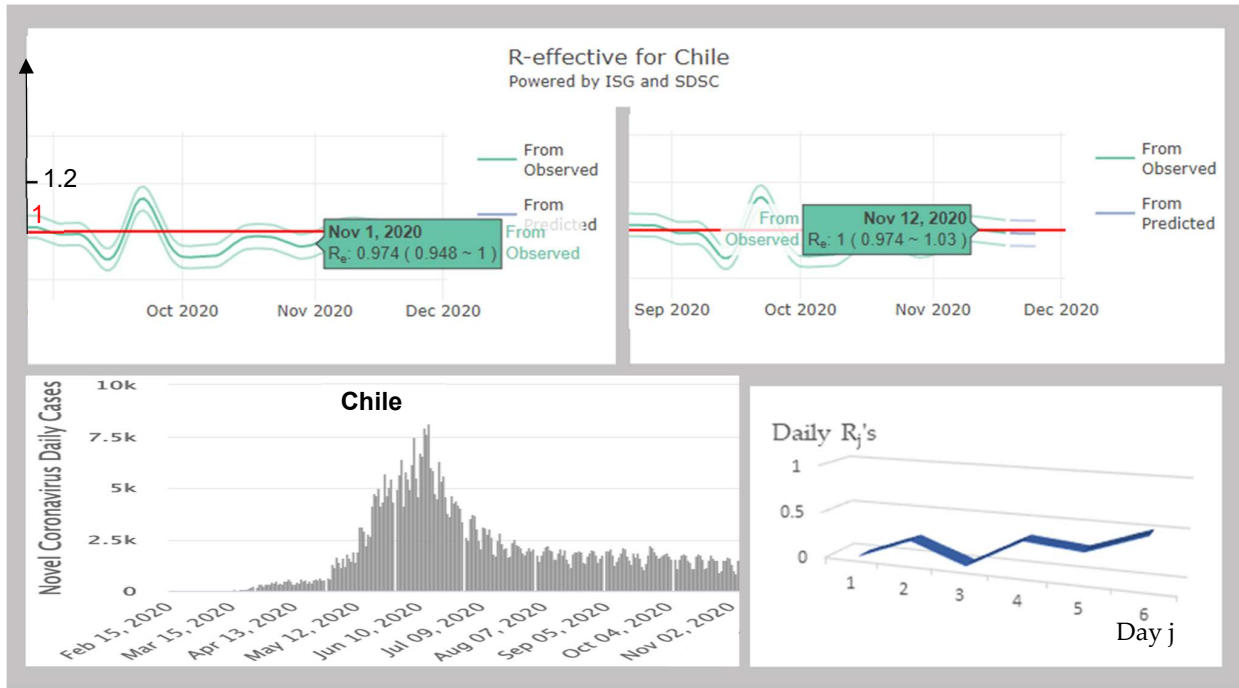 R-effective for Chile
Powered by ISG and SDSC
1.2
1
From
Observed
From
Predicted
Nov 1, 2020
Rₑ: 0.974 ( 0.948 ~ 1 )
From
Observed
Oct 2020
Nov 2020
Dec 2020
From
Observed
From
Predicted
From
Observed
Nov 12, 2020
Rₑ: 1 ( 0.974 ~ 1.03 )
Sep 2020
Oct 2020
Nov 2020
Dec 2020
Chile
Novel Coronavirus Daily Cases
10k
7.5k
5k
2.5k
0
Feb 15, 2020
Mar 15, 2020
Apr 13, 2020
May 12, 2020
Jun 10, 2020
Jul 09, 2020
Aug 07, 2020
Sep 05, 2020
Oct 04, 2020
Nov 02, 2020
Daily Rⱼ's
1
0.5
0
1
2
3
4
5
6
Day j